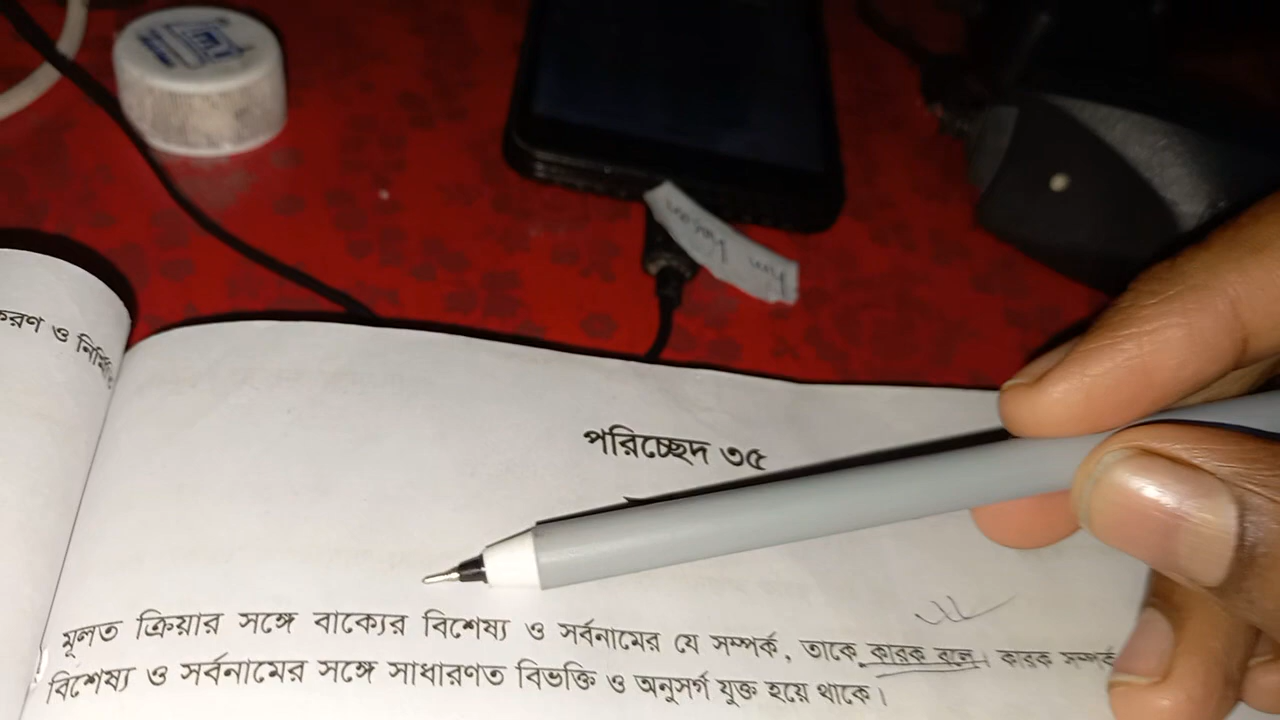 করণ ও নির্মি
পরিচ্ছেদ ৩৫
মূলত ক্রিয়ার সঙ্গে বাক্যের বিশেষ্য ও সর্বনামের যে সম্পর্ক, তাকে কারক বলে। কারক সম্পর্ক
বিশেষ্য ও সর্বনামের সঙ্গে সাধারণত বিভক্তি ও অনুসর্গ যুক্ত হয়ে থাকে।